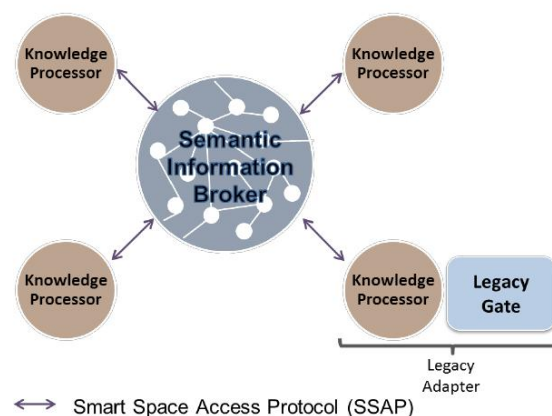 Knowledge
Processor
Knowledge
Processor
Semantic
Information
Broker
Knowledge
Processor
Knowledge
Processor
Legacy
Gate
Legacy
Adapter
Smart Space Access Protocol (SSAP)